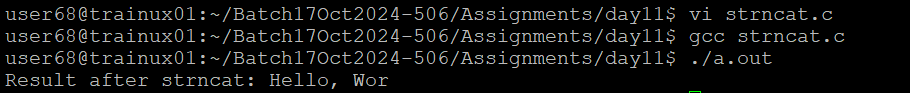 user68@trainux01:~/Batch17Oct2024-506/Assignments/day11$ vi strncat.c
user68@trainux01:~/Batch17Oct2024-506/Assignments/day11$ gcc strncat.c
user68@trainux01:~/Batch17Oct2024-506/Assignments/day11$ ./a.out
Result after strncat: Hello, Wor